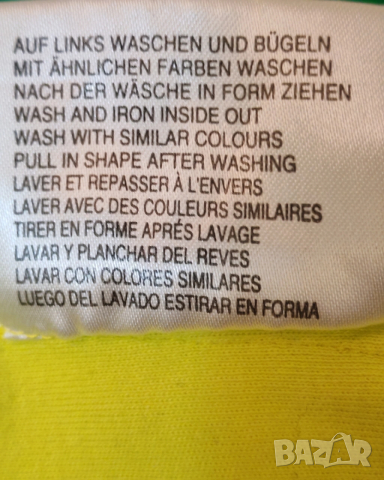 AUF LINKS WASCHEN UND BÜGELN
MIT ÄHNLICHEN FARBEN WASCHEN
NACH DER WÄSCHE IN FORM ZIEHEN
WASH AND IRON INSIDE OUT
WASH WITH SIMILAR COLOURS
PULL IN SHAPE AFTER WASHING
LAVER ET REPASSER À L'ENVERS
LAVER AVEC DES COULEURS SIMILAIRES
TIRER EN FORME APRÉS LAVAGE
LAVAR Y PLANCHAR DEL REVES
LAVAR CON COLORES SIMILARES
LUEGO DEL LAVADO ESTIRAR EN FORMA
BAZAR